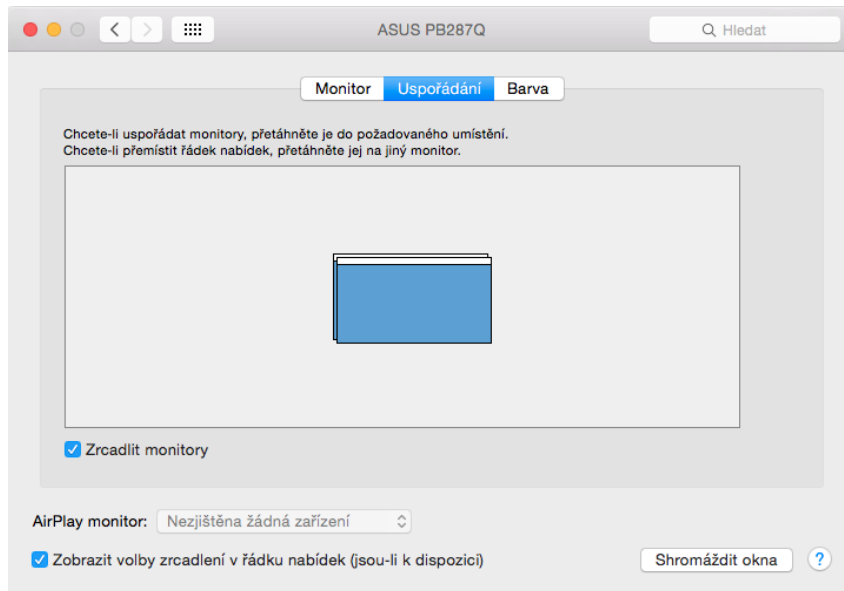 ASUS PB287Q
Hledat
Monitor Uspořádání Barva
Chcete-li uspořádat monitory, přetáhněte je do požadovaného umístění.
Chcete-li přemístit řádek nabídek, přetáhněte jej na jiný monitor.
Zrcadlit monitory
AirPlay monitor: Nezjištěna žádná zařízení
Zobrazit volby zrcadlení v řádku nabídek (jsou-li k dispozici)
Shromáždit okna ?